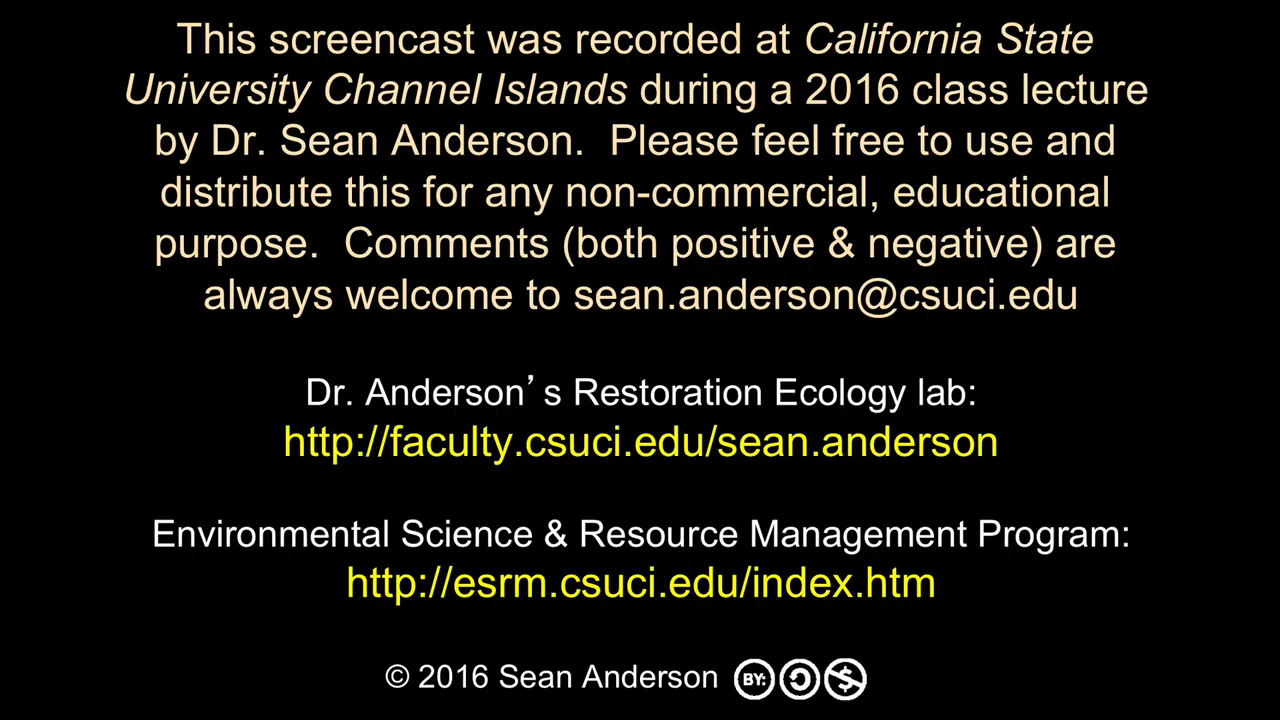 This screencast was recorded at California State
University Channel Islands during a 2016 class lecture
by Dr. Sean Anderson.  Please feel free to use and
distribute this for any non-commercial, educational
purpose.  Comments (both positive & negative) are
always welcome to sean.anderson@csuci.edu
Dr. Anderson’s Restoration Ecology lab:
http://faculty.csuci.edu/sean.anderson
Environmental Science & Resource Management Program:
http://esrm.csuci.edu/index.htm
© 2016 Sean Anderson BY: $